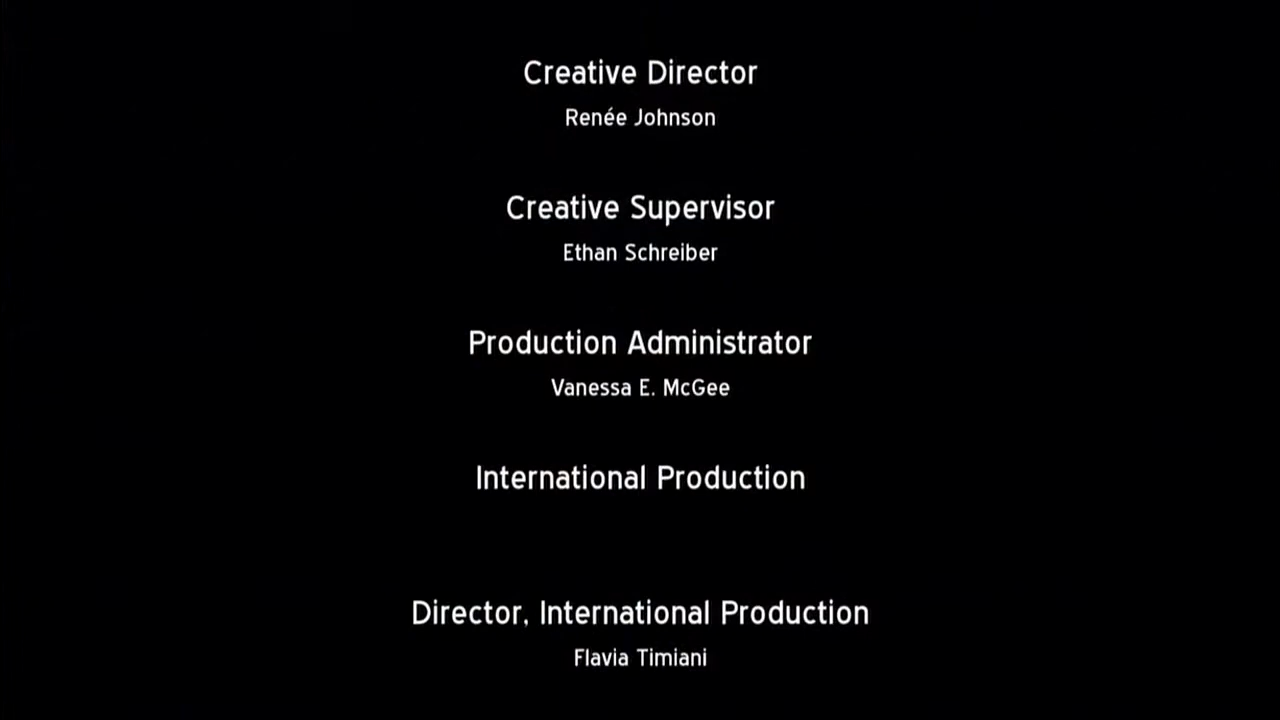 Creative Director
Renée Johnson
Creative Supervisor
Ethan Schreiber
Production Administrator
Vanessa E. McGee
International Production
Director, International Production
Flavia Timiani